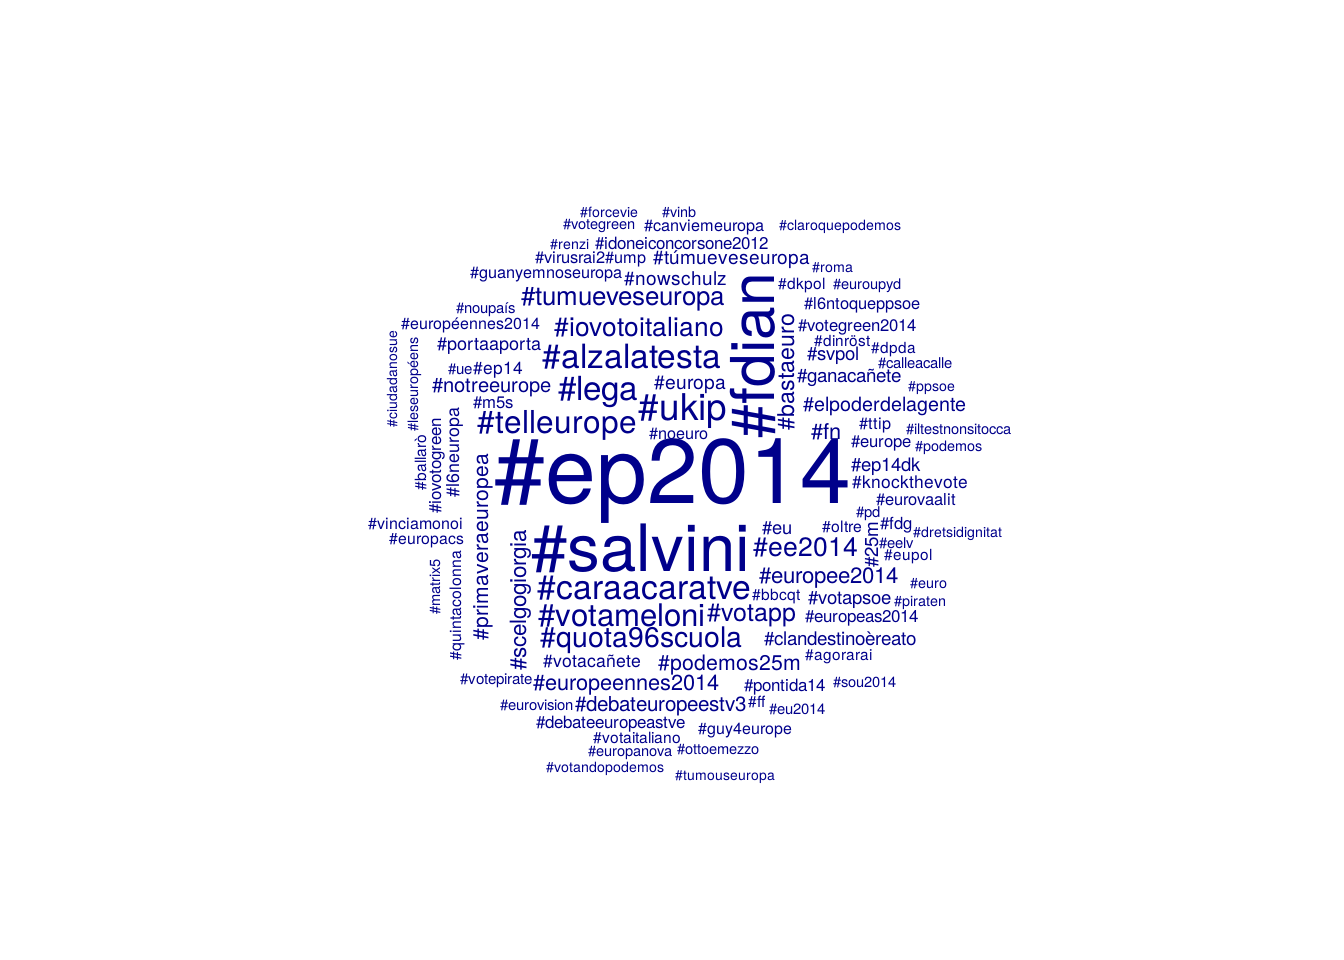 #forcevie #vinb
#votegreen #canviemeuropa #claroquepodemos
#renzi #idoneiconcorsone2012
#virusrai2 #ump #túmueveseuropa
#roma
#guanyemnoseuropa #nowschulz
#dkpol #euroupyd
#tumueveseuropa
#l6ntoqueppsoe
#noupaís
#fdian
#européennes2014 #iovotoitaliano
#bastaeuro
#votegreen2014
#dinröst
#portaaporta #alzalatesta
#svpol #dpda
#calleacalle
#ciudadanosue
#leseuropéens
#ue #ep14
#ganacañete
#notreeurope #lega #europa
#ppsoe
#m5s
#ukip
#elpoderdelagente
#telleurope
#noeuro
#fn #ttip #iltestnonsitocca
#europe #podemos
#ballarò
#iovotogreen
#l6neuropa
#primaveraeuropea
#ep2014
#ep14dk
#knockthevote
#eurovaalit
#pd
#vinciamonoi
#europacs
#salvini
#eu #oltre
#25m
#fdg #dretsidignitat
#eelv
#ee2014
#eupol
#scelgogiorgia
#matrix5
#quintacolonna
#caraacaratve
#europee2014
#euro
#bbcqt #votapsoe #piraten
#votameloni #votapp
#europeas2014
#quota96scuola
#clandestinoèreato
#votacañete #podemos25m
#agorarai
#votepirate #europeennes2014 #pontida14 #sou2014
#eurovision #debateuropeestv3 #ff
#eu2014
#debateeuropeastve
#guy4europe
#votaitaliano
#europanova #ottoemezzo
#votandopodemos
#tumouseuropa